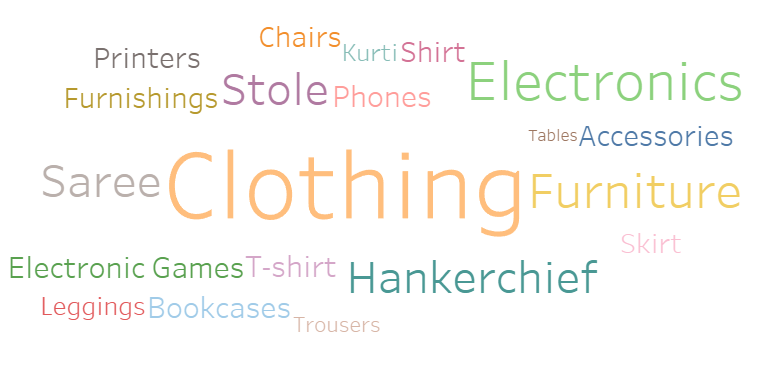 Chairs
Kurti
Shirt
Printers
Electronics
Stole
Phones
Furnishings
Tables
Accessories
Saree
Clothing
Furniture
Skirt
Electronic Games
T-shirt
Hankerchief
Leggings
Bookcases
Trousers